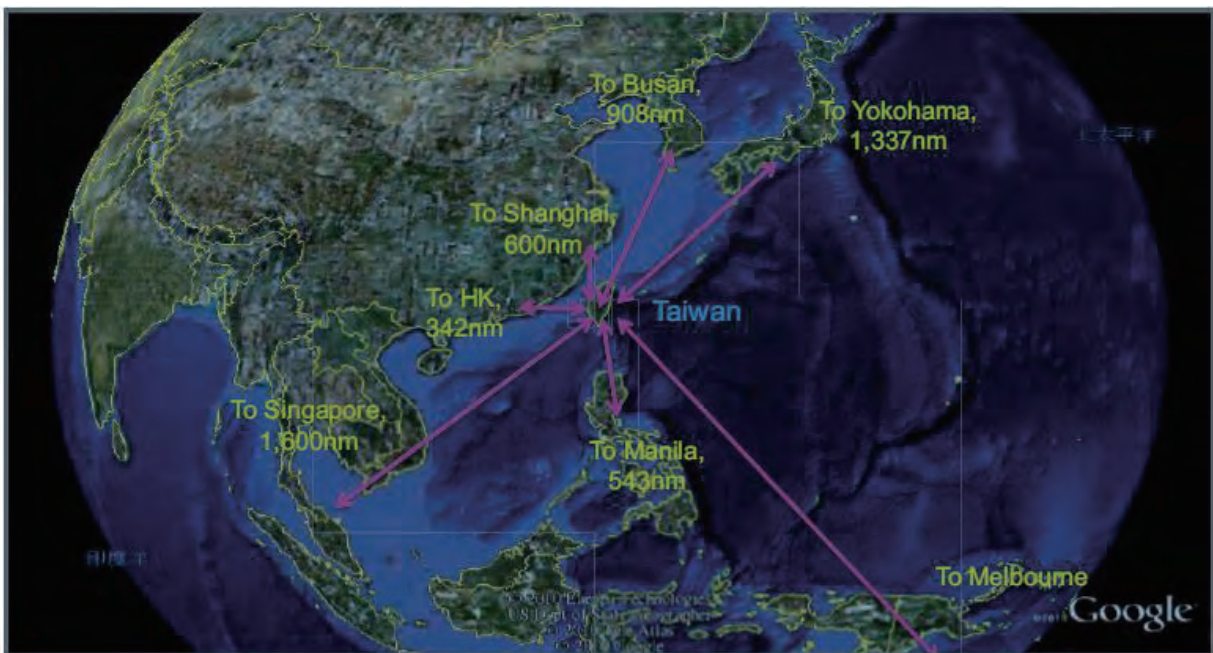 To Busan,
908nm
To Yokohama,
1,337nm
To Shanghai,
600nm
To HK,
342nm
Taiwan
To Singapore,
1,600nm
To Manila,
543nm
To Melbourne
Google